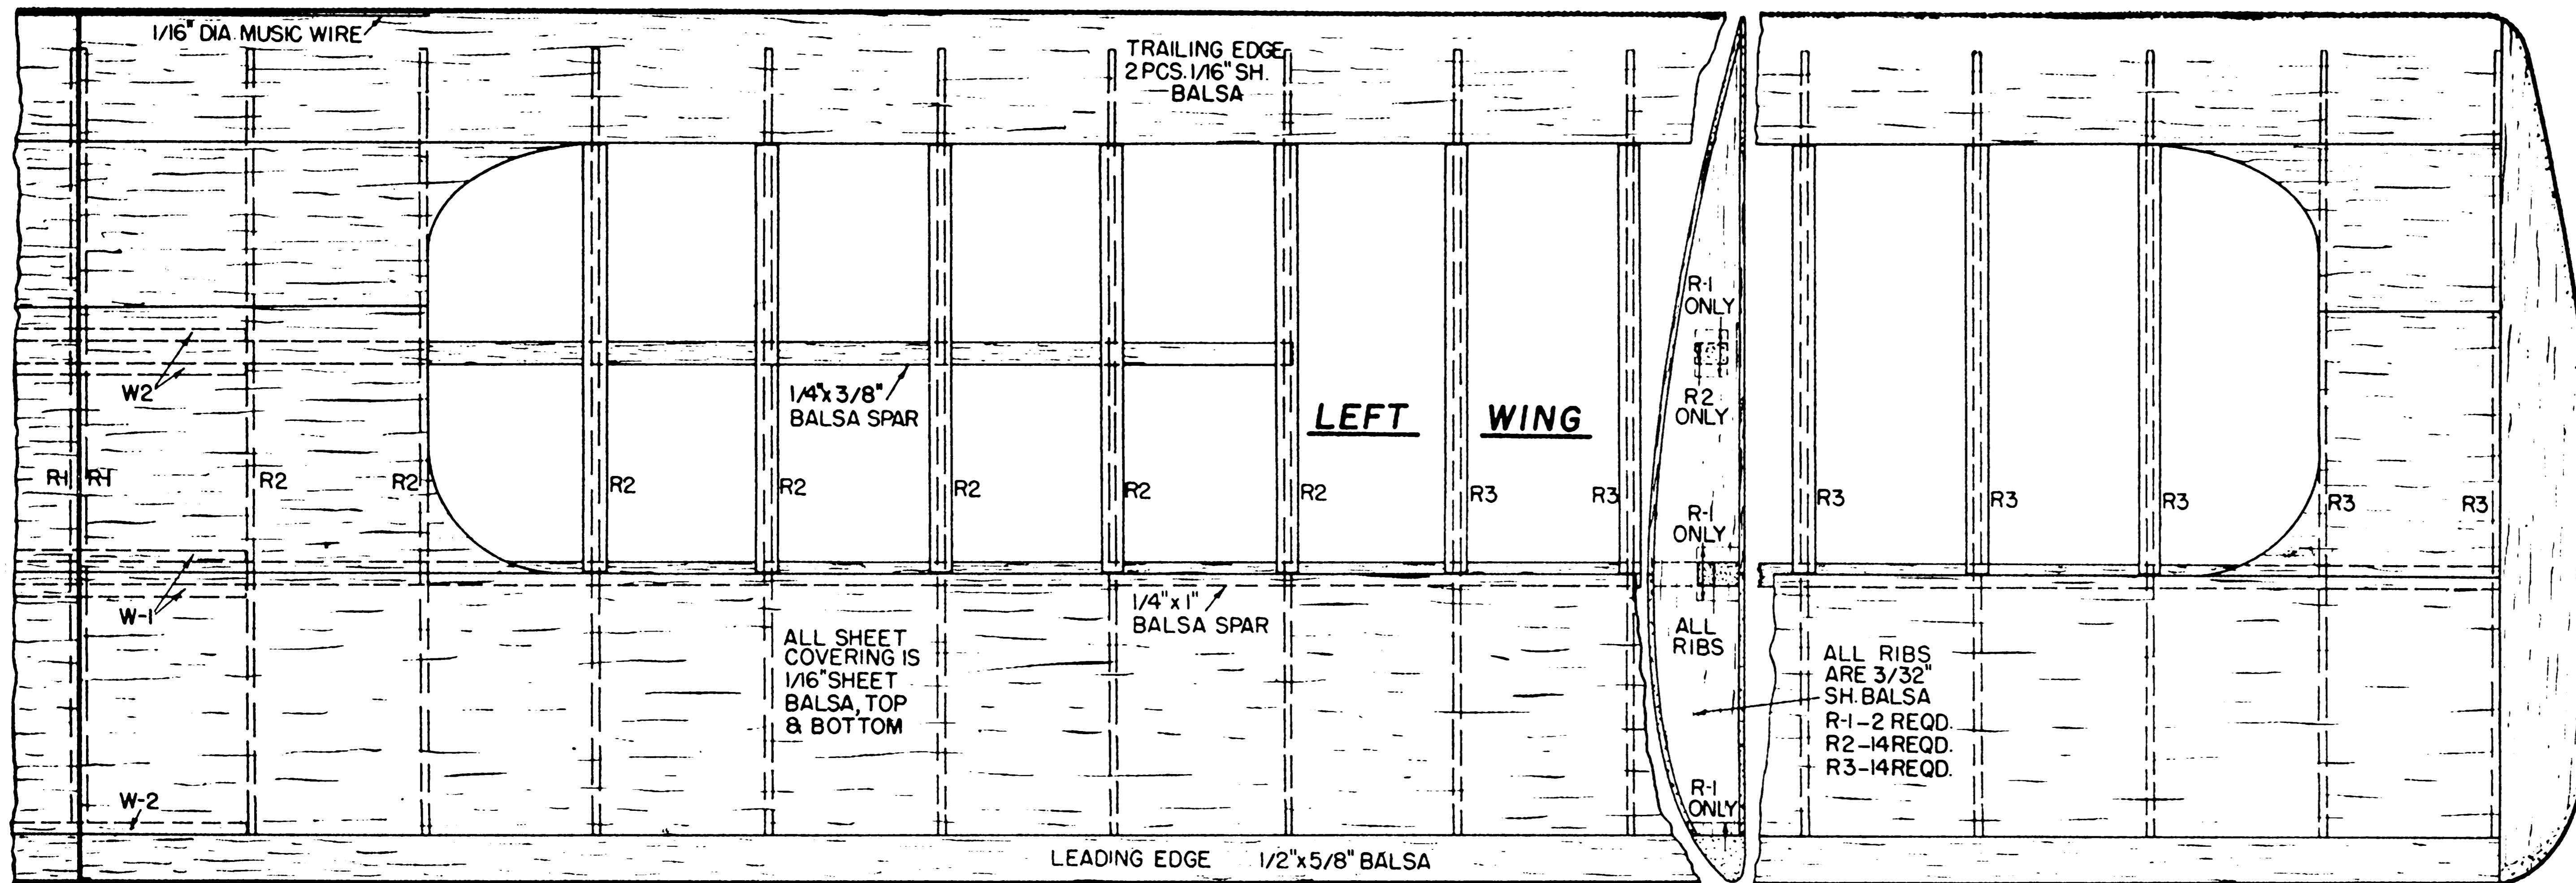 1/16" DIA. MUSIC WIRE
TRAILING EDGE
2 PCS. 1/16" SH.
BALSA
R-1
ONLY
W2
1/4"x 3/8"
BALSA SPAR
R2
ONLY
LEFT WING
R-1
R-1
R2
R2
R2
R2
R2
R2
R2
R3
R3
R3
R3
R3
R3
R3
R-1
ONLY
W-1
1/4" x 1"
BALSA SPAR
ALL
RIBS
ALL SHEET
COVERING IS
1/16" SHEET
BALSA, TOP
& BOTTOM
ALL RIBS
ARE 3/32"
SH. BALSA
R-1-2 REQD.
R2-14 REQD.
R3-14 REQD.
W-2
R-1
ONLY
LEADING EDGE 1/2"x 5/8" BALSA